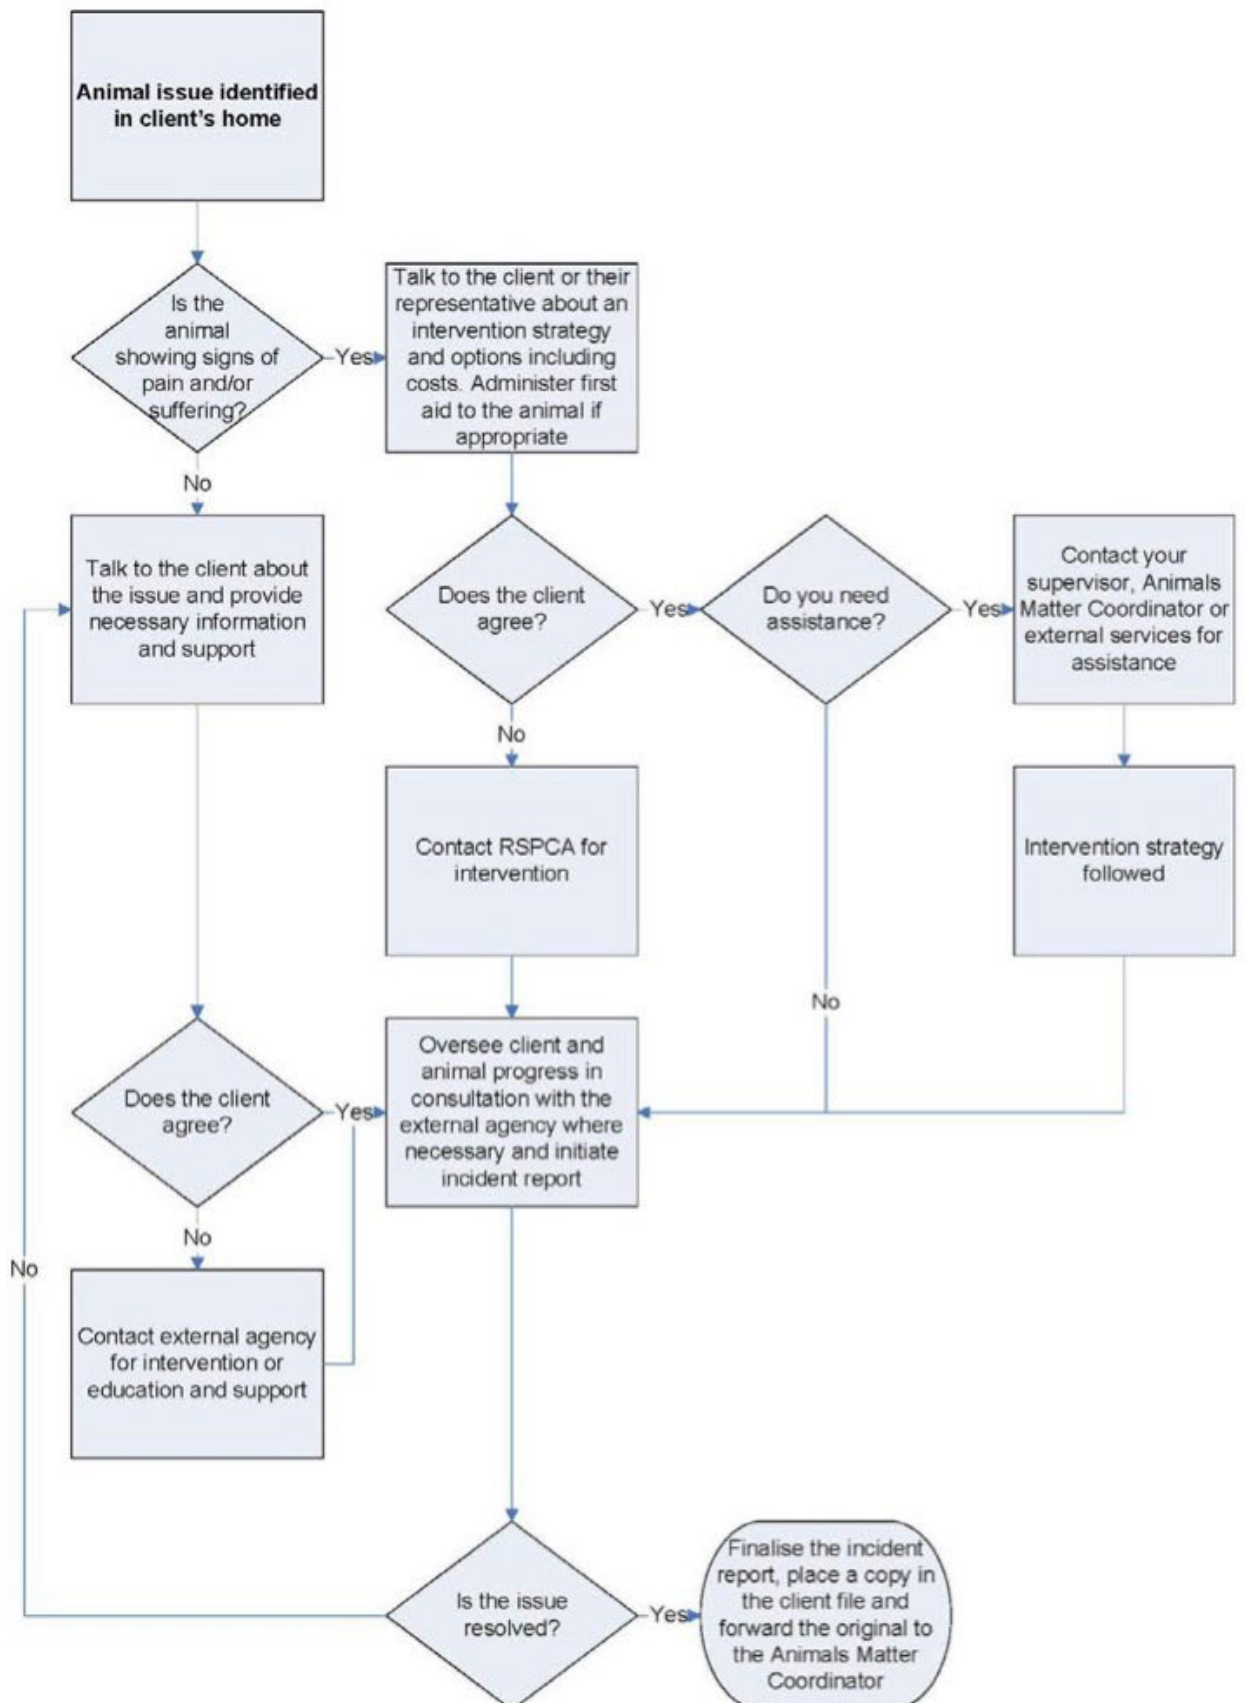 Animal issue identified
in client's home
Is the
animal
showing signs of
pain and/or
suffering?
Yes
Talk to the client or their
representative about an
intervention strategy
and options including
costs. Administer first
aid to the animal if
appropriate
No
Talk to the client about
the issue and provide
necessary information
and support
Does the client
agree?
Yes
Do you need
assistance?
Yes
Contact your
supervisor, Animals
Matter Coordinator or
external services for
assistance
No
Contact RSPCA for
intervention
Intervention strategy
followed
No
Does the client
agree?
Yes
Oversee client and
animal progress in
consultation with the
external agency where
necessary and initiate
incident report
No
No
Contact external agency
for intervention or
education and support
Is the issue
resolved?
Yes
Finalise the incident
report, place a copy in
the client file and
forward the original to
the Animals Matter
Coordinator